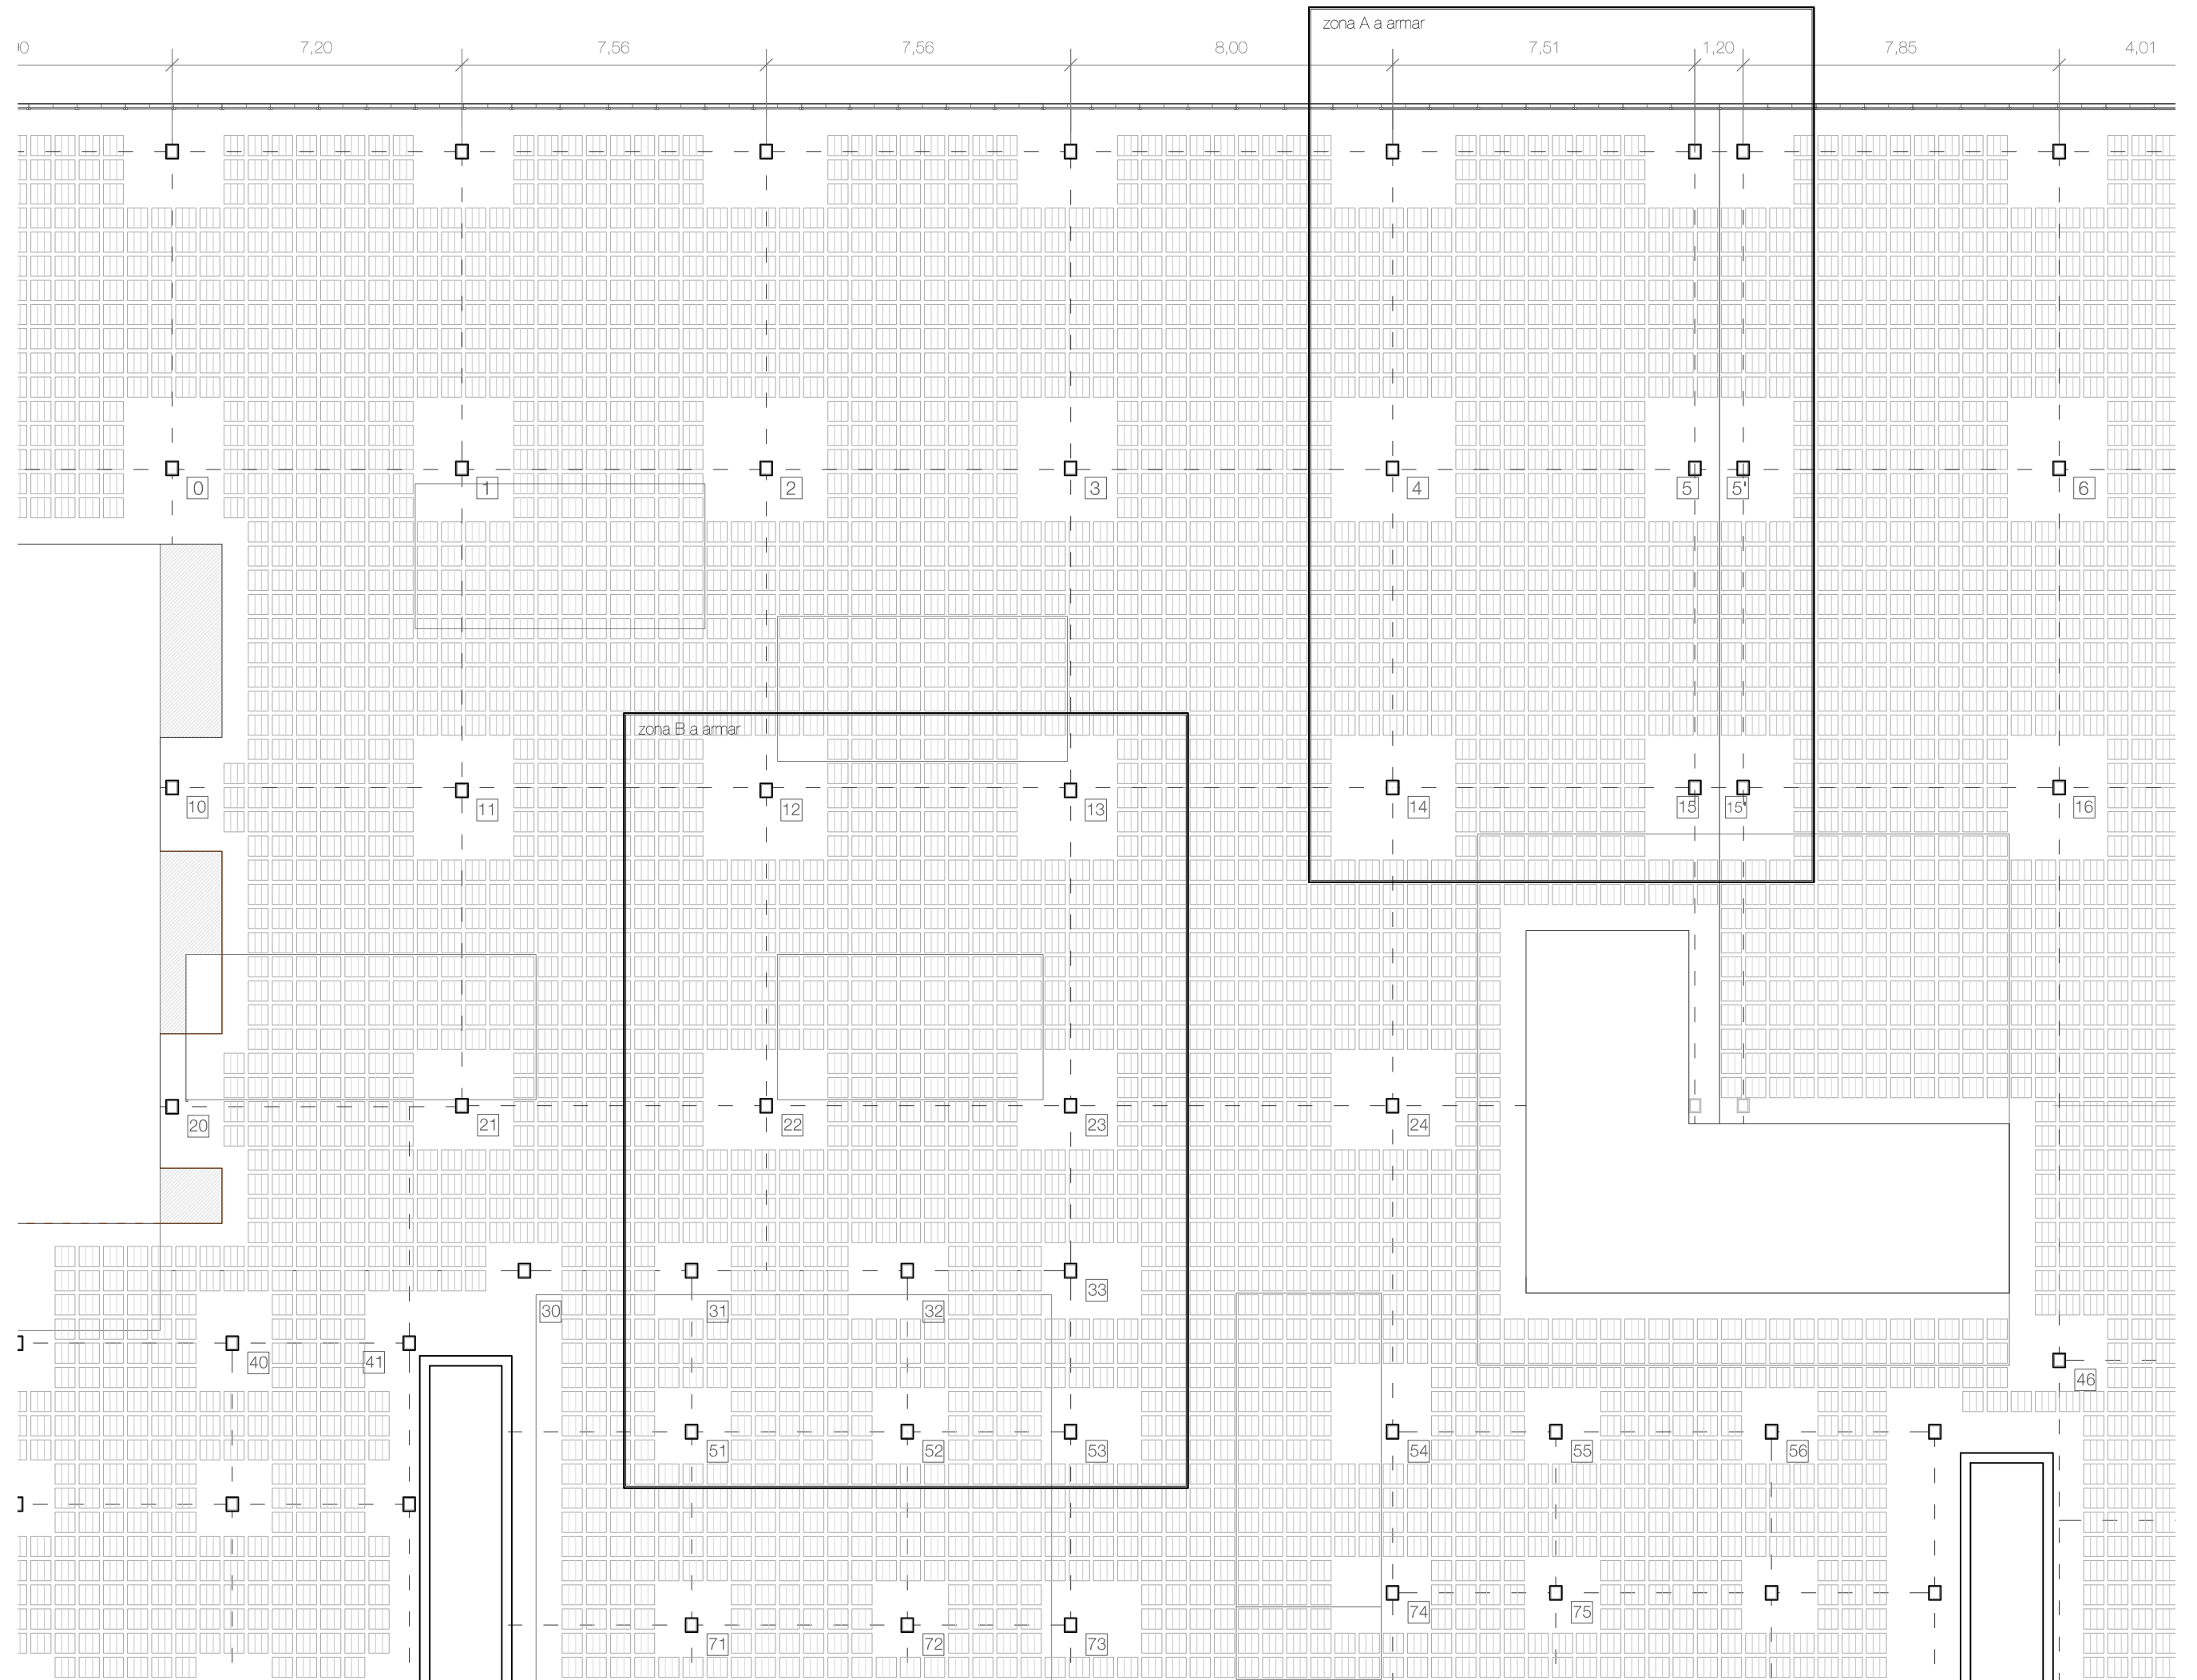 zona A a armar
7,20 7,56 7,56 8,00 7,51 1,20 7,85 4,01
0 1 2 3 4 5 5' 6
zona B a armar
10 11 12 13 14 15 15' 16
20 21 22 23 24
30 31 32 33
40 41 46
51 52 53 54 55 56
71 72 73 74 75